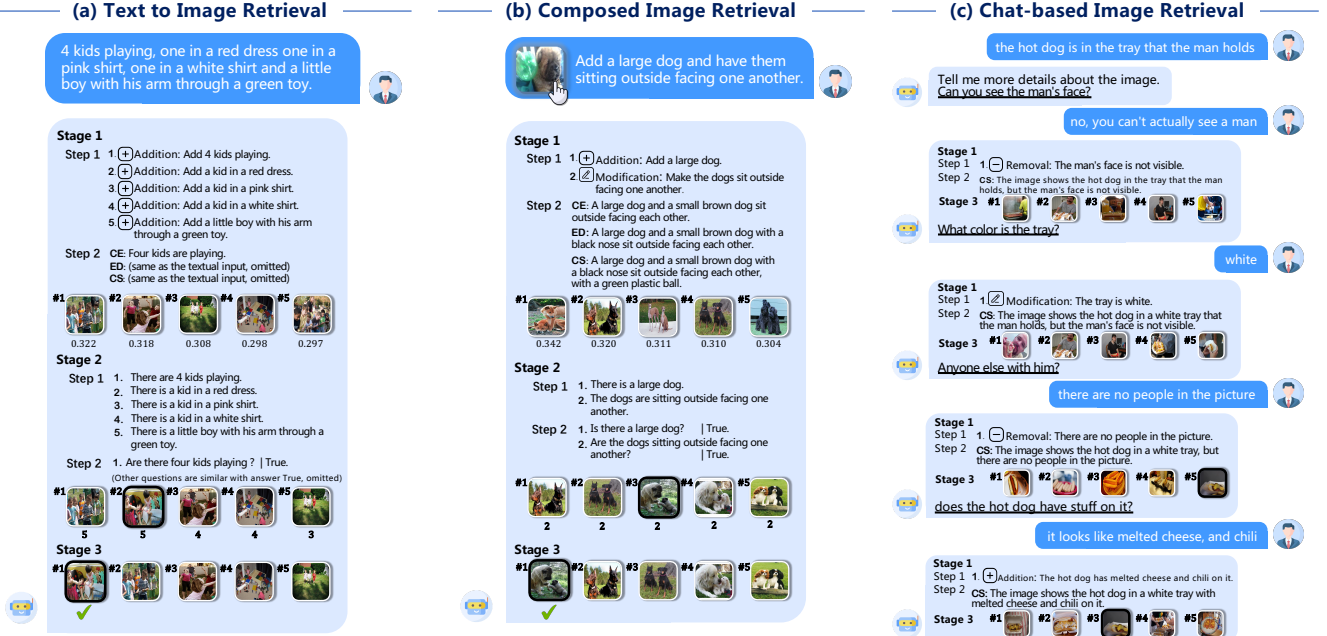 (a) Text to Image Retrieval
4 kids playing, one in a red dress one in a
pink shirt, one in a white shirt and a little
boy with his arm through a green toy.
Stage 1
Step 1 1. Addition: Add 4 kids playing.
2. Addition: Add a kid in a red dress.
3. Addition: Add a kid in a pink shirt.
4. Addition: Add a kid in a white shirt.
5. Addition: Add a little boy with his arm
through a green toy.
Step 2 CE: Four kids are playing.
ED: (same as the textual input, omitted)
CS: (same as the textual input, omitted)
#1 #2 #3 #4 #5
0.322 0.318 0.308 0.298 0.297
Stage 2
Step 1 1. There are 4 kids playing.
2. There is a kid in a red dress.
3. There is a kid in a pink shirt.
4. There is a kid in a white shirt.
5. There is a little boy with his arm through a
green toy.
Step 2 1. Are there four kids playing ? | True.
(Other questions are similar with answer True, omitted)
#1 #2 #3 #4 #5
5 5 4 4 3
Stage 3
#1 #2 #3 #4 #5
(b) Composed Image Retrieval
Add a large dog and have them
sitting outside facing one another.
Stage 1
Step 1 1. Addition: Add a large dog.
2. Modification: Make the dogs sit outside
facing one another.
Step 2 CE: A large dog and a small brown dog sit
outside facing each other.
ED: A large dog and a small brown dog with a
black nose sit outside facing each other.
CS: A large dog and a small brown dog with
a black nose sit outside facing each other,
with a green plastic ball.
#1 #2 #3 #4 #5
0.342 0.320 0.311 0.310 0.304
Stage 2
Step 1 1. There is a large dog.
2. The dogs are sitting outside facing one
another.
Step 2 1. Is there a large dog? | True.
2. Are the dogs sitting outside facing one
another? | True.
#1 #2 #3 #4 #5
2 2 2 2 2
Stage 3
#1 #2 #3 #4 #5
(c) Chat-based Image Retrieval
the hot dog is in the tray that the man holds
Tell me more details about the image.
Can you see the man's face?
no, you can't actually see a man
Stage 1
Step 1 1. Removal: The man's face is not visible.
Step 2 CS: The image shows the hot dog in the tray that the man
holds, but the man's face is not visible.
Stage 3 #1 #2 #3 #4 #5
What color is the tray?
white
Stage 1
Step 1 1. Modification: The tray is white.
Step 2 CS: The image shows the hot dog in a white tray that
the man holds, but the man's face is not visible.
Stage 3 #1 #2 #3 #4 #5
Anyone else with him?
there are no people in the picture
Stage 1
Step 1 1. Removal: There are no people in the picture.
Step 2 CS: The image shows the hot dog in a white tray, but
there are no people in the picture.
Stage 3 #1 #2 #3 #4 #5
does the hot dog have stuff on it?
it looks like melted cheese, and chili
Stage 1
Step 1 1. Addition: The hot dog has melted cheese and chili on it.
Step 2 CS: The image shows the hot dog in a white tray with
melted cheese and chili on it.
Stage 3 #1 #2 #3 #4 #5